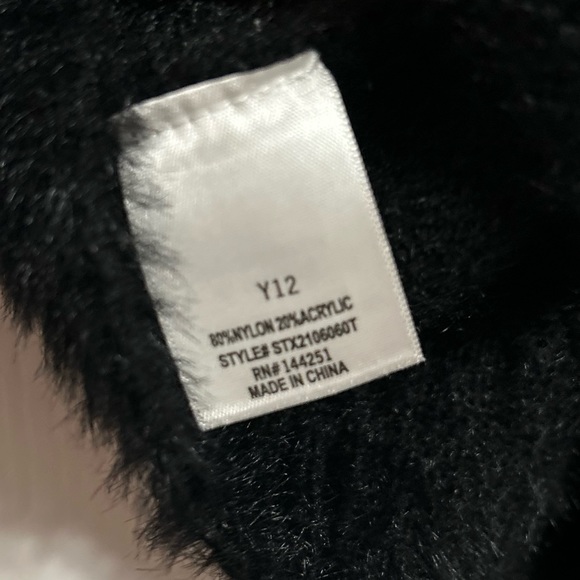 Y12
80%NYLON 20%ACRYLIC
STYLE# STX2106060T
RN# 144251
MADE IN CHINA